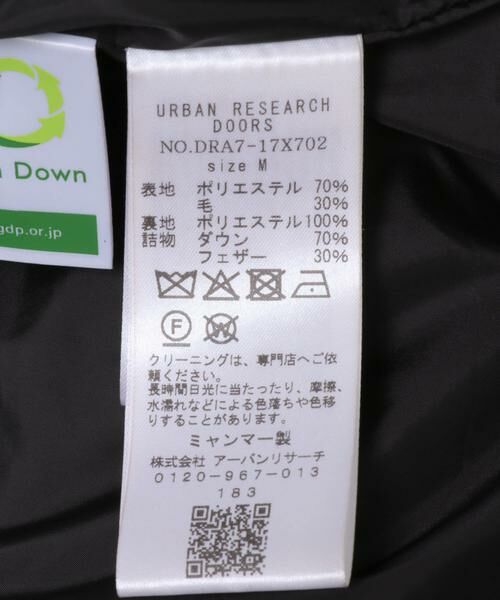 n Down
gdp.or.jp
URBAN RESEARCH
DOORS
NO.DRA7-17X702
size M
表地 ポリエステル 70%
毛 30%
裏地 ポリエステル100%
詰物 ダウン 70%
フェザー 30%
F W
クリーニングは、専門店へご依
頼ください。
長時間日光に当たったり、摩擦、
水濡れなどによる色落ちや色移
りすることがあります。
ミャンマー製
株式会社 アーバンリサーチ
0120-967-013
183